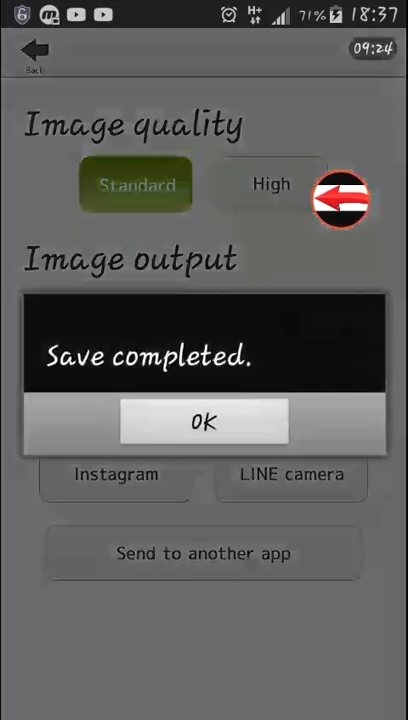 H+ 71% 18:37
Back 09:24
Image quality
Standard High
Image output
Save completed.
OK
Instagram LINE camera
Send to another app